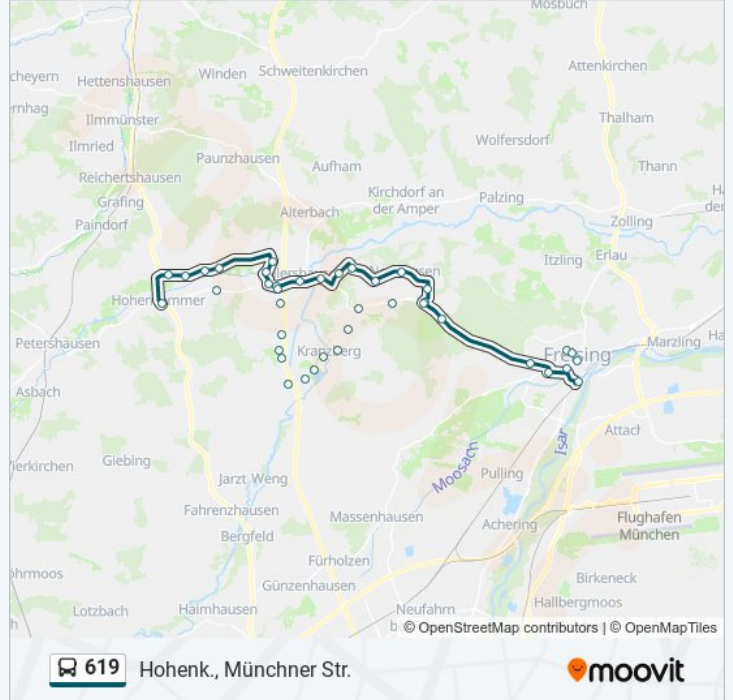 Mosbuch
cheyern
Hettenshausen
Winden
Schweitenkirchen
Attenkirchen
rnhag
Ilmmünster
Thalham
Ilmried
Paunzhausen
Aufham
Wolfersdorf
Reichertshausen
Thann
Grafing
Kirchdorf an
der Amper
Palzing
Paindorf
Aiterbach
Zolling
Itzling
Erlau
Petershausen
Kranzberg
Freising
Marzling
Asbach
Isar
Attach
Moosach
Pulling
ierkirchen
Giebing
Jarzt
Weng
Fahrenzhausen
Massenhausen
Achering
Flughafen
München
Bergfeld
Fürholzen
Günzenhausen
Birkeneck
Hallbergmoos
Lotzbach
Haimhausen
Neufahrn
© OpenStreetMap contributors | © OpenMapTiles
619
Hohenk., Münchner Str.
moovit